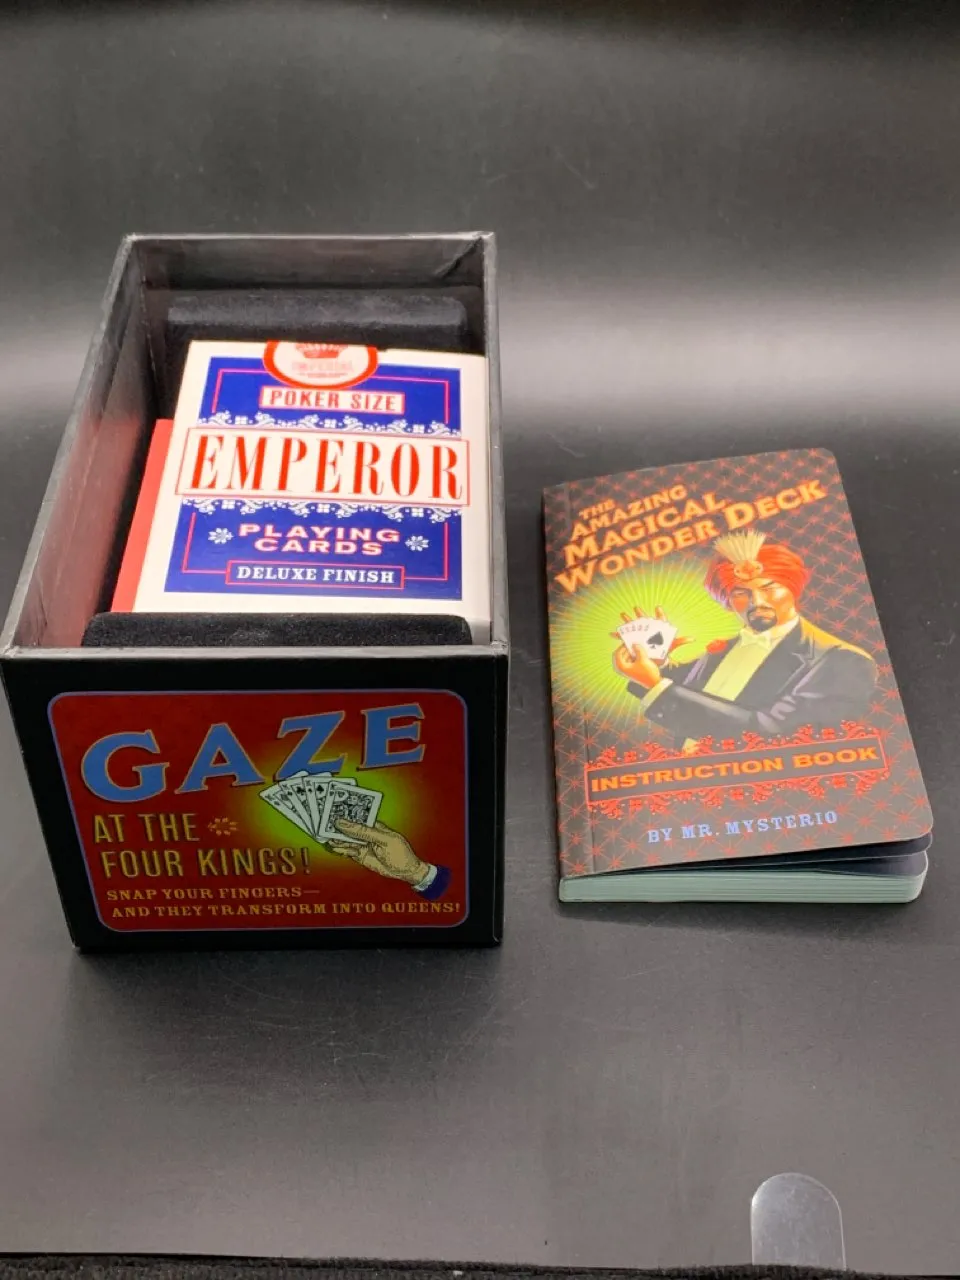 IMPERIAL
POKER SIZE
EMPEROR
PLAYING
CARDS
DELUXE FINISH
GAZE
AT THE
FOUR KINGS!
SNAP YOUR FINGERS—
AND THEY TRANSFORM INTO QUEENS!
THE
AMAZING
MAGICAL
WONDER DECK
INSTRUCTION BOOK
BY MR. MYSTERIO